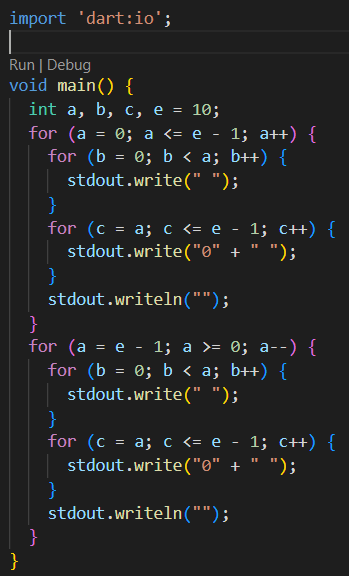 import 'dart:io';
Run | Debug
void main() {
  int a, b, c, e = 10;
  for (a = 0; a <= e - 1; a++) {
    for (b = 0; b < a; b++) {
      stdout.write(" ");
    }
    for (c = a; c <= e - 1; c++) {
      stdout.write("0" + " ");
    }
    stdout.writeln("");
  }
  for (a = e - 1; a >= 0; a--) {
    for (b = 0; b < a; b++) {
      stdout.write(" ");
    }
    for (c = a; c <= e - 1; c++) {
      stdout.write("0" + " ");
    }
    stdout.writeln("");
  }
}